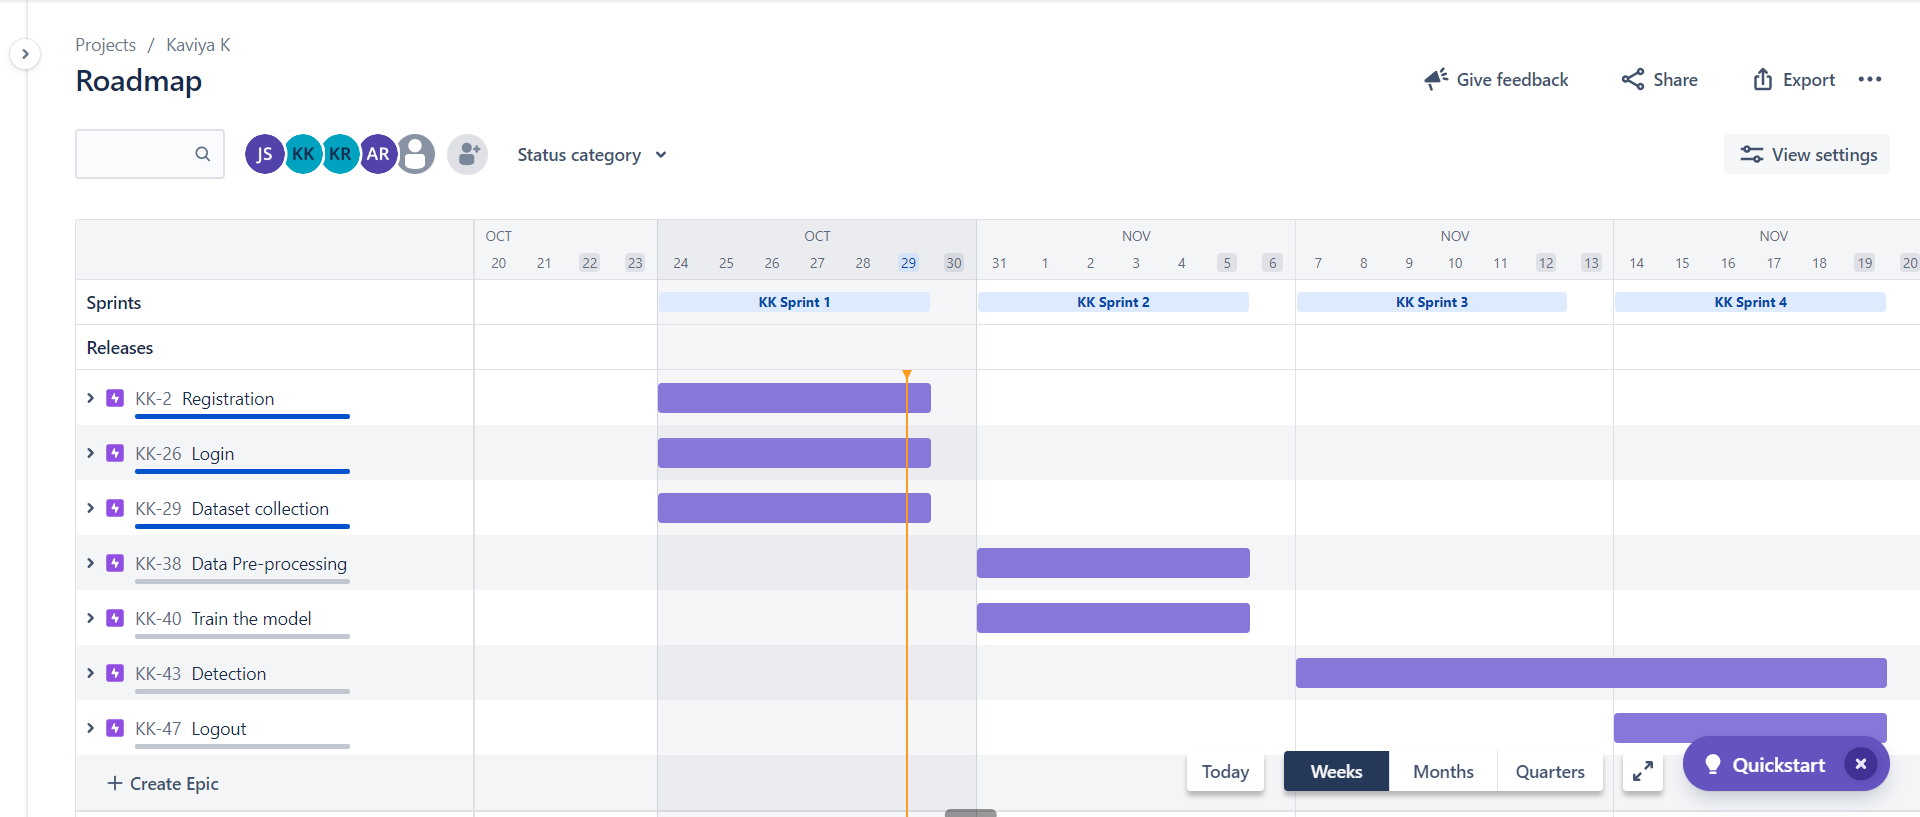 Projects / Kaviya K
Roadmap
Give feedback
Share
Export
JS KK KR AR
Status category
View settings
OCT OCT NOV NOV NOV
20 21 22 23 24 25 26 27 28 29 30 31 1 2 3 4 5 6 7 8 9 10 11 12 13 14 15 16 17 18 19 20
Sprints KK Sprint 1 KK Sprint 2 KK Sprint 3 KK Sprint 4
Releases
KK-2 Registration
KK-26 Login
KK-29 Dataset collection
KK-38 Data Pre-processing
KK-40 Train the model
KK-43 Detection
KK-47 Logout
+ Create Epic
Today Weeks Months Quarters
Quickstart